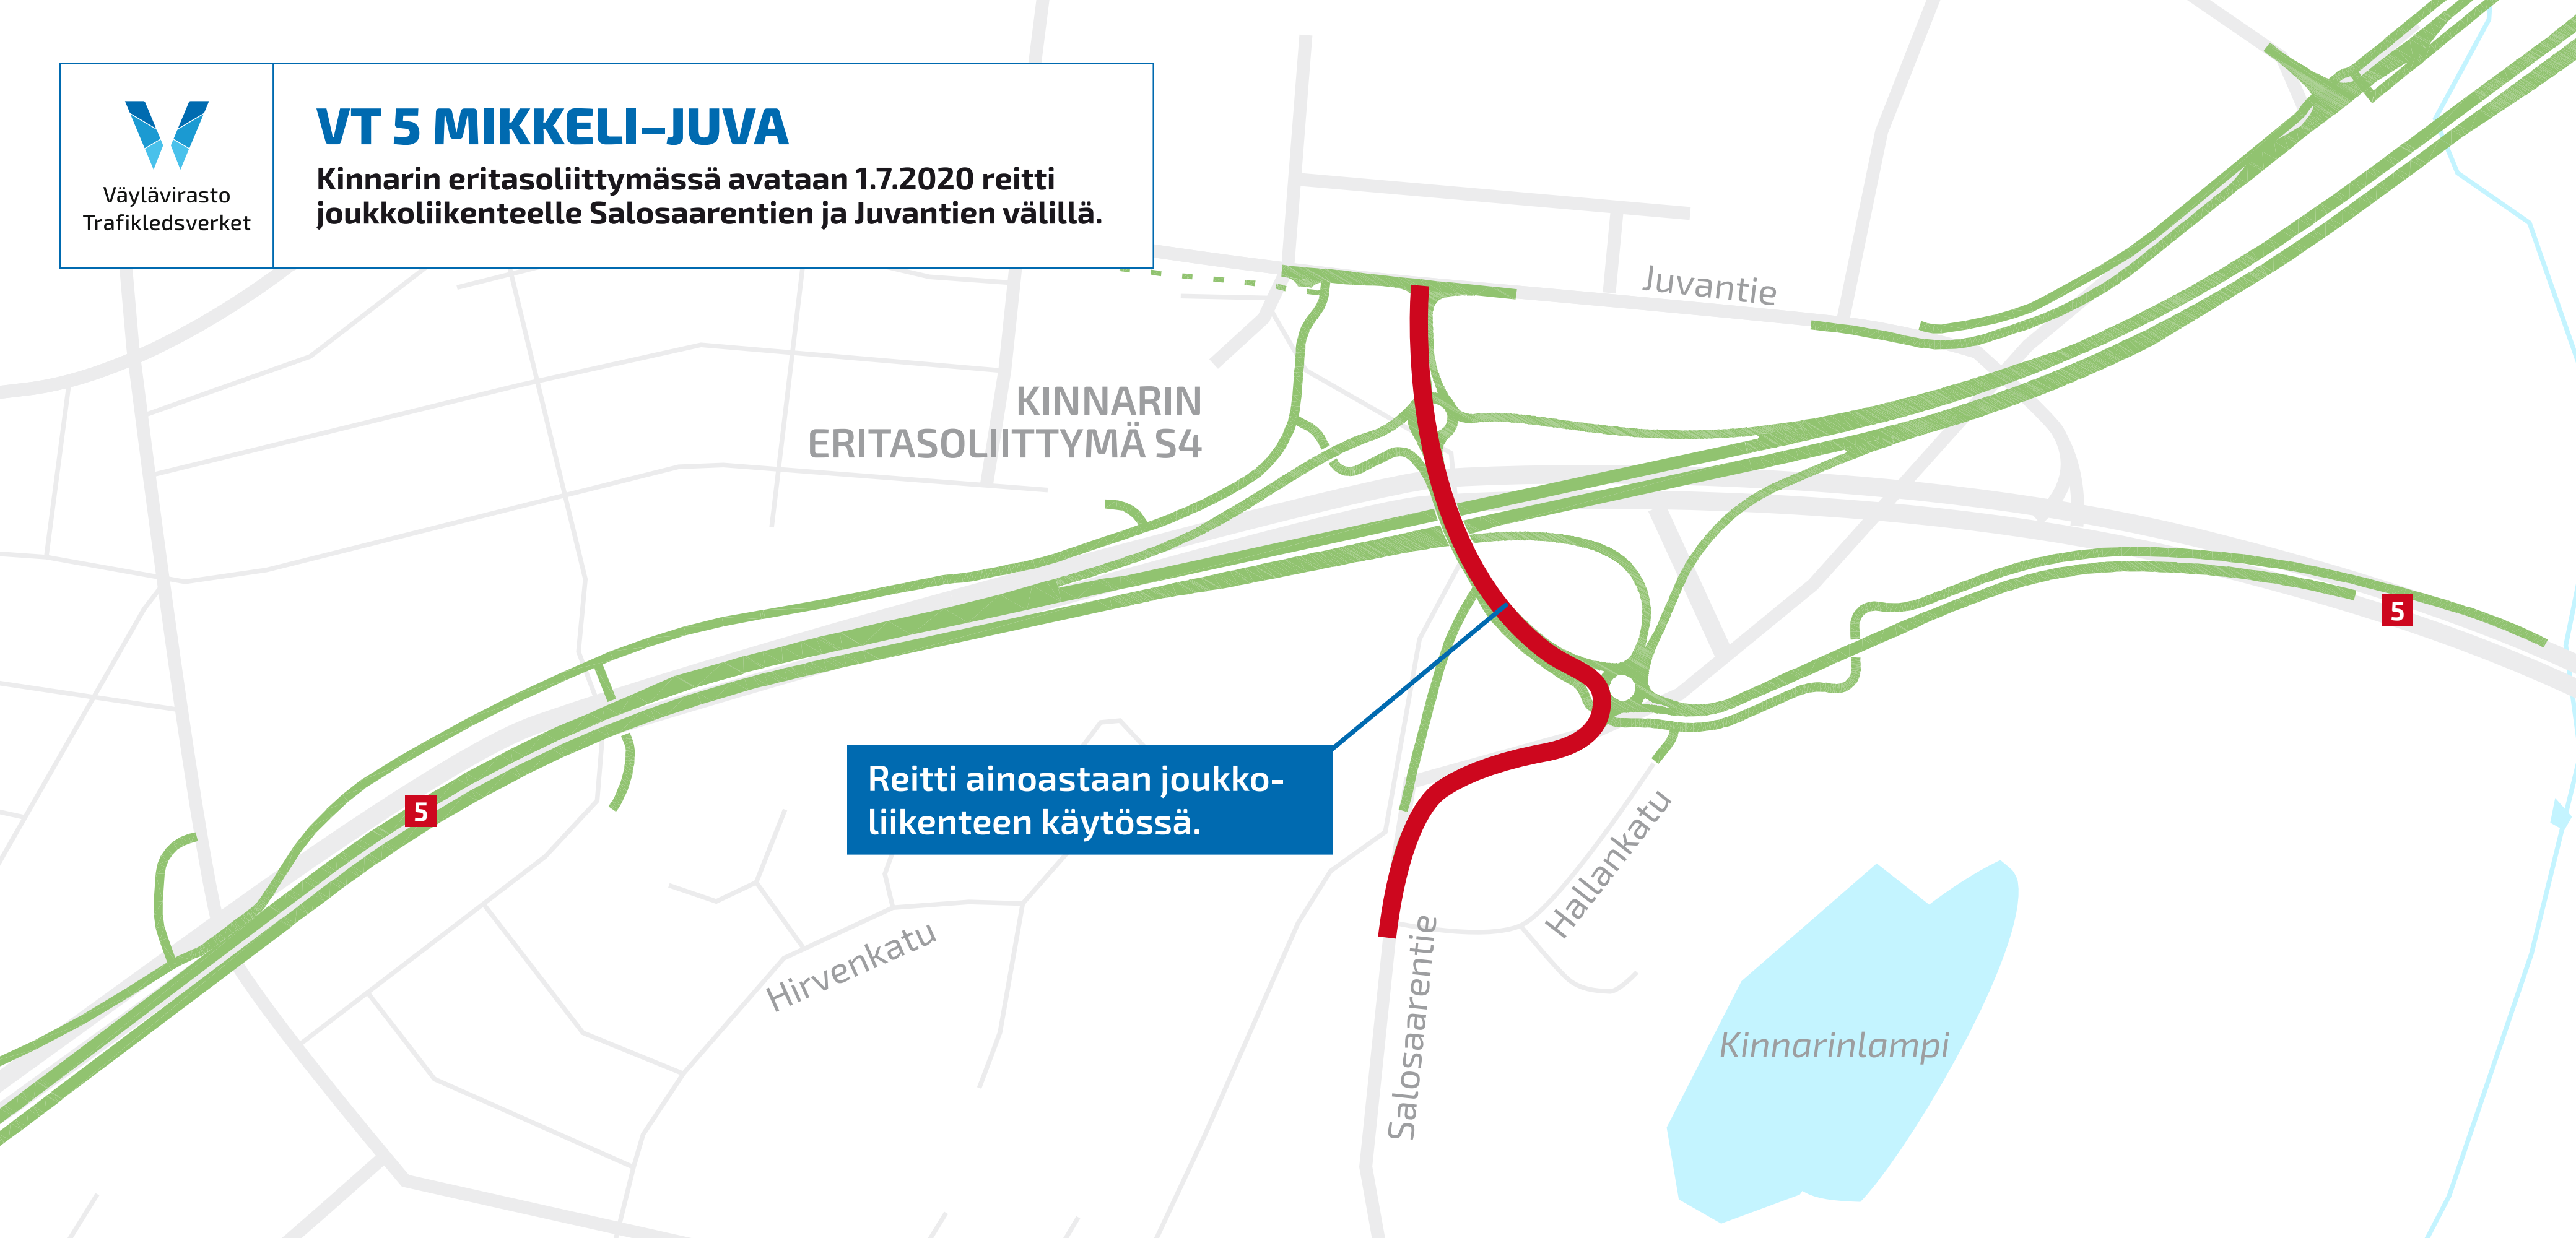 VT 5 MIKKELI–JUVA
Kinnarin eritasoliittymässä avataan 1.7.2020 reitti
joukkoliikenteelle Salosaarentien ja Juvantien välillä.
Väylävirasto
Trafikledsverket
Juvantie
KINNARIN
ERITASOLIITTYMÄ S4
5
Reitti ainoastaan joukko-
liikenteen käytössä.
5
Hallankatu
Hirvenkatu
Salosaarentie
Kinnarinlampi